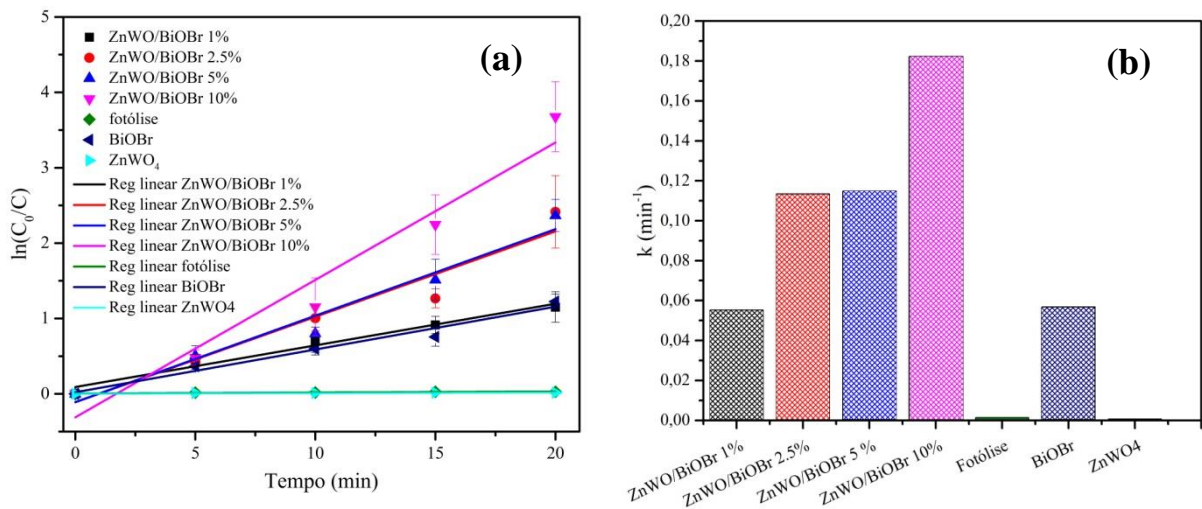 (a)
ZnWO/BiOBr 1%
ZnWO/BiOBr 2.5%
ZnWO/BiOBr 5%
ZnWO/BiOBr 10%
fotólise
BiOBr
ZnWO₄
Reg linear ZnWO/BiOBr 1%
Reg linear ZnWO/BiOBr 2.5%
Reg linear ZnWO/BiOBr 5%
Reg linear ZnWO/BiOBr 10%
Reg linear fotólise
Reg linear BiOBr
Reg linear ZnWO4
ln(C₀/C)
5
4
3
2
1
0
0
5
10
15
20
Tempo (min)
(b)
k (min⁻¹)
0,20
0,18
0,16
0,14
0,12
0,10
0,08
0,06
0,04
0,02
0,00
ZnWO/BiOBr 1%
ZnWO/BiOBr 2.5%
ZnWO/BiOBr 5 %
ZnWO/BiOBr 10%
Fotólise
BiOBr
ZnWO4